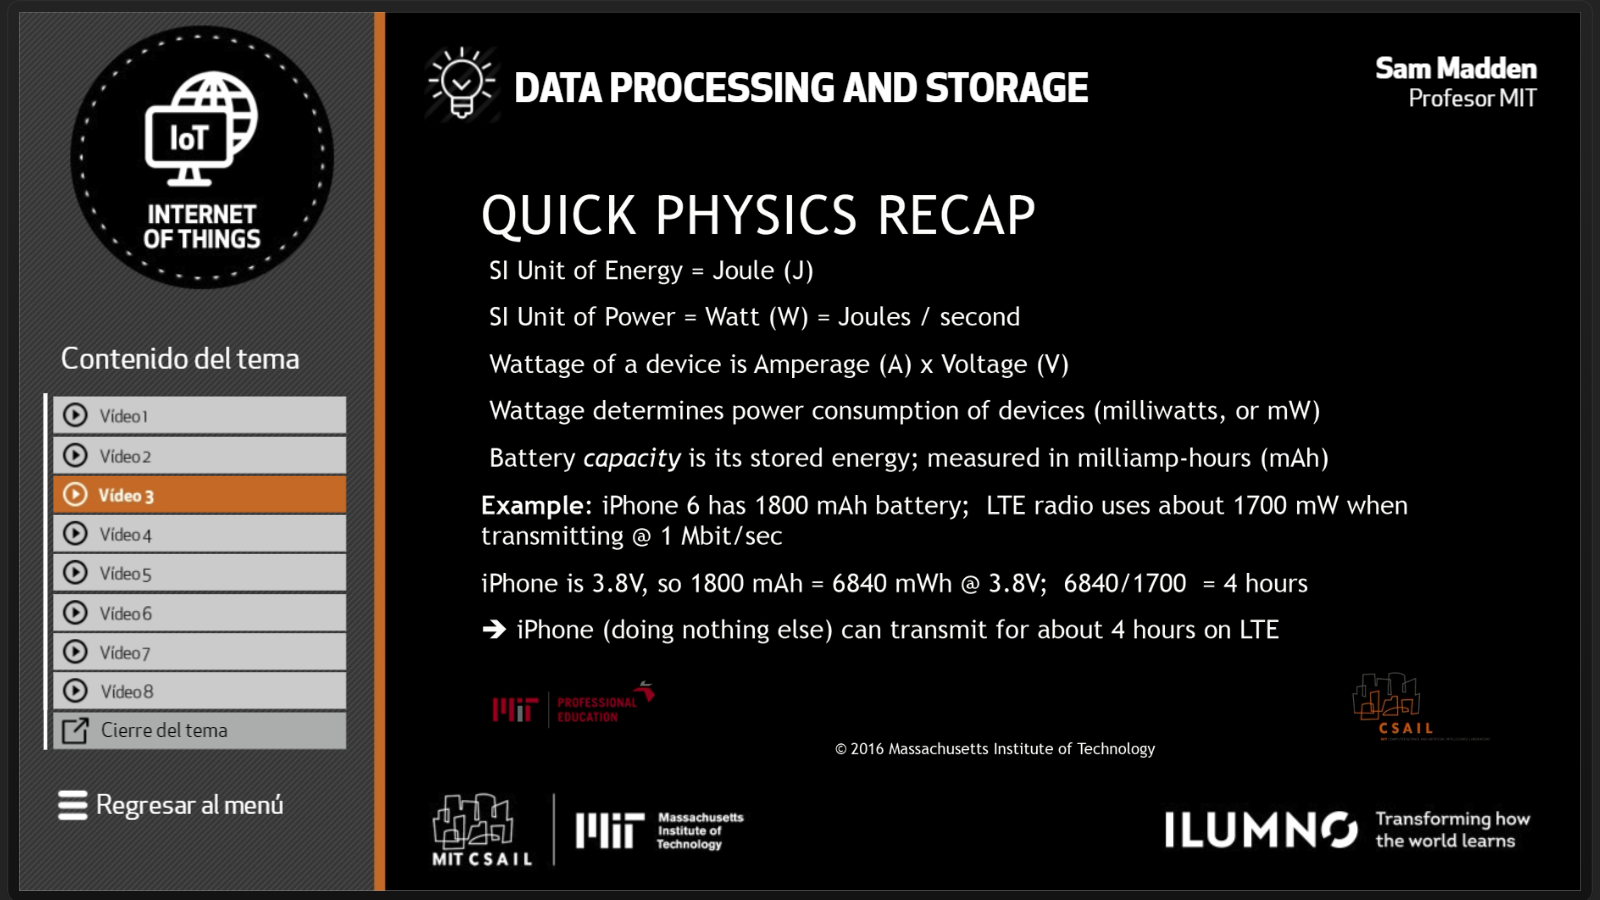 IoT
INTERNET
OF THINGS
Contenido del tema
Vídeo 1
Vídeo 2
Vídeo 3
Vídeo 4
Vídeo 5
Vídeo 6
Vídeo 7
Vídeo 8
Cierre del tema
Regresar al menú
DATA PROCESSING AND STORAGE
Sam Madden
Profesor MIT
QUICK PHYSICS RECAP
SI Unit of Energy = Joule (J)
SI Unit of Power = Watt (W) = Joules / second
Wattage of a device is Amperage (A) x Voltage (V)
Wattage determines power consumption of devices (milliwatts, or mW)
Battery capacity is its stored energy; measured in milliamp-hours (mAh)
Example: iPhone 6 has 1800 mAh battery;  LTE radio uses about 1700 mW when
transmitting @ 1 Mbit/sec
iPhone is 3.8V, so 1800 mAh = 6840 mWh @ 3.8V;  6840/1700  = 4 hours
➔ iPhone (doing nothing else) can transmit for about 4 hours on LTE
MIT PROFESSIONAL
EDUCATION
CSAIL
© 2016 Massachusetts Institute of Technology
MIT CSAIL
MIT Massachusetts
Institute of
Technology
ILUMNO
Transforming how
the world learns